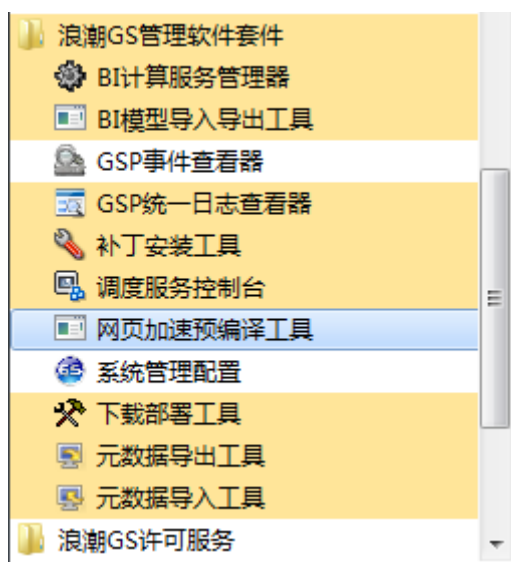 浪潮GS管理软件套件
BI计算服务管理器
BI模型导入导出工具
GSP事件查看器
GSP统一日志查看器
补丁安装工具
调度服务控制台
网页加速预编译工具
系统管理配置
下载部署工具
元数据导出工具
元数据导入工具
浪潮GS许可服务